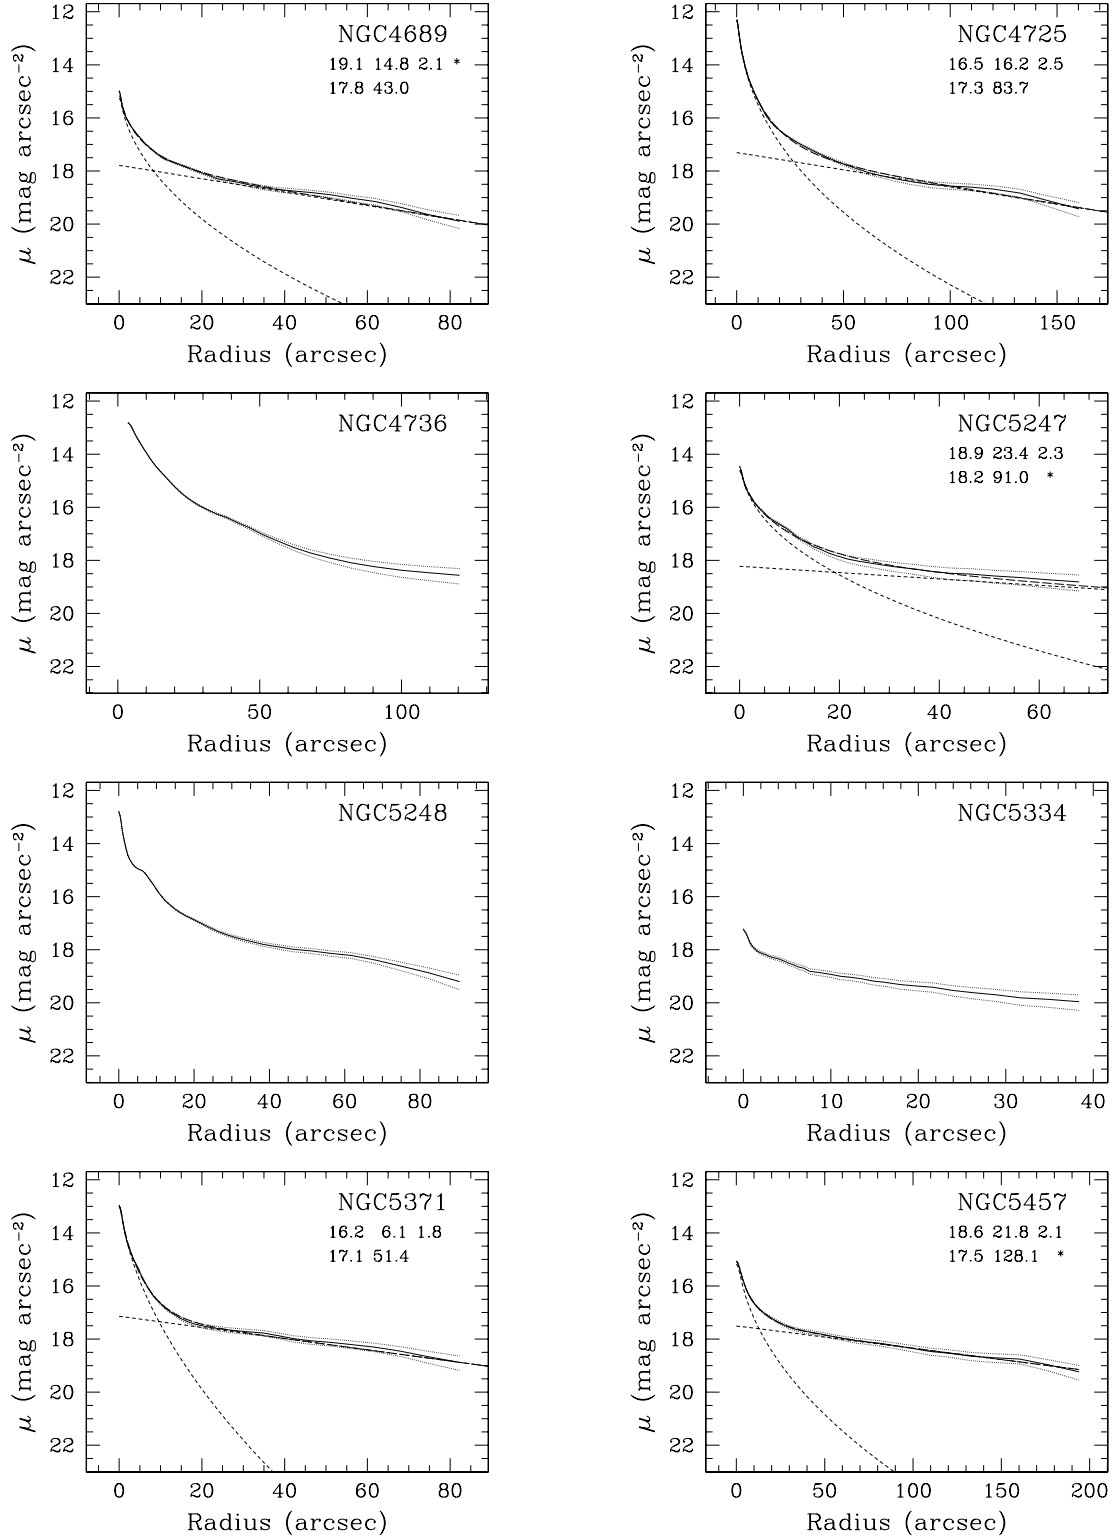 NGC4689
19.1 14.8 2.1 *
17.8 43.0
12
14
16
18
20
22
μ (mag arcsec⁻²)
0 20 40 60 80
Radius (arcsec)
NGC4725
16.5 16.2 2.5
17.3 83.7
12
14
16
18
20
22
μ (mag arcsec⁻²)
0 50 100 150
Radius (arcsec)
NGC4736
12
14
16
18
20
22
μ (mag arcsec⁻²)
0 50 100
Radius (arcsec)
NGC5247
18.9 23.4 2.3
18.2 91.0 *
12
14
16
18
20
22
μ (mag arcsec⁻²)
0 20 40 60
Radius (arcsec)
NGC5248
12
14
16
18
20
22
μ (mag arcsec⁻²)
0 20 40 60 80
Radius (arcsec)
NGC5334
12
14
16
18
20
22
μ (mag arcsec⁻²)
0 10 20 30 40
Radius (arcsec)
NGC5371
16.2 6.1 1.8
17.1 51.4
12
14
16
18
20
22
μ (mag arcsec⁻²)
0 20 40 60 80
Radius (arcsec)
NGC5457
18.6 21.8 2.1
17.5 128.1 *
12
14
16
18
20
22
μ (mag arcsec⁻²)
0 50 100 150 200
Radius (arcsec)